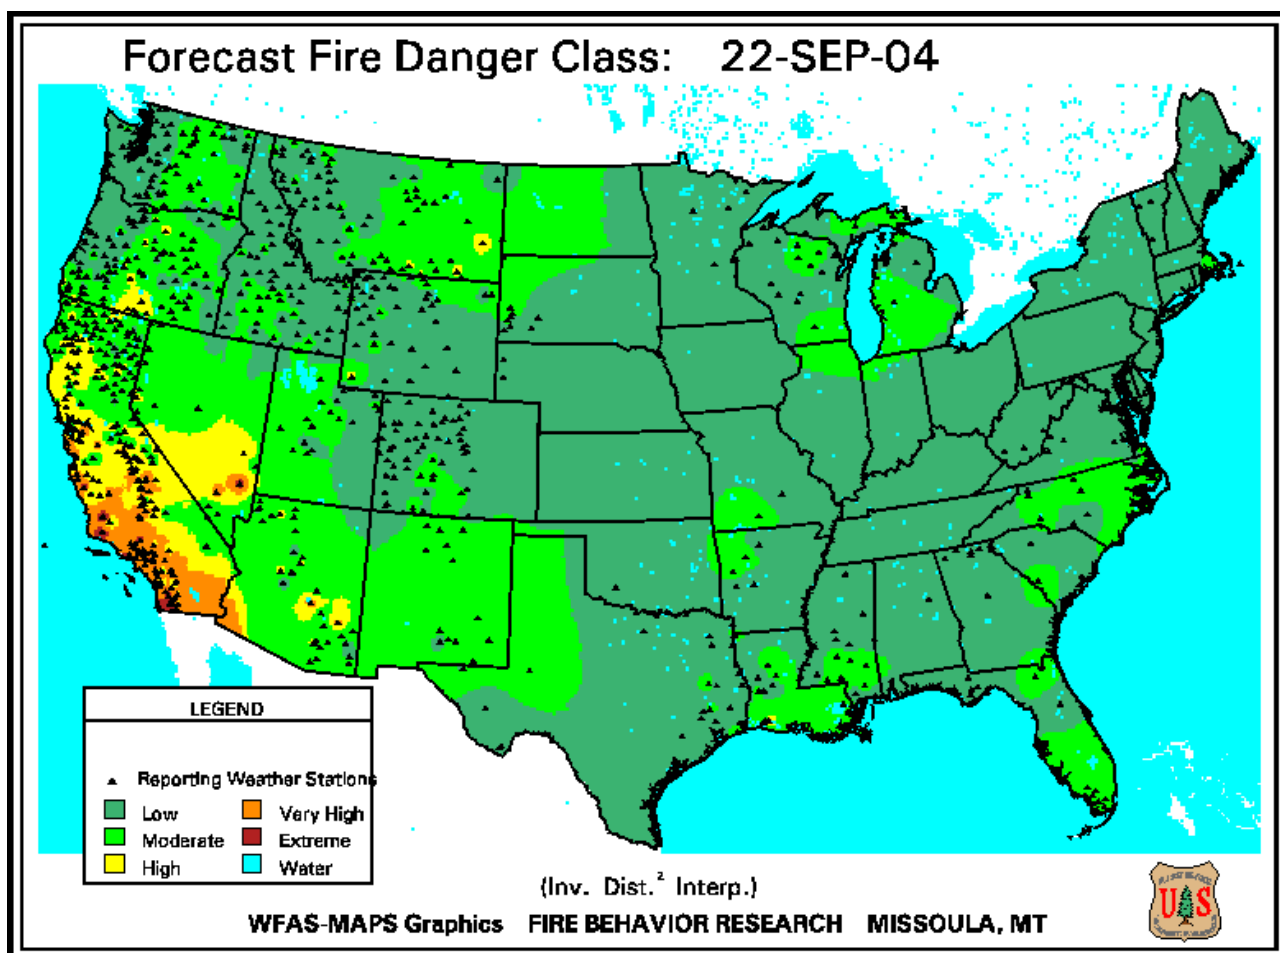 Forecast Fire Danger Class: 22-SEP-04
LEGEND
Reporting Weather Stations
Low
Very High
Moderate
Extreme
High
Water
(Inv. Dist.² Interp.)
WFAS-MAPS Graphics FIRE BEHAVIOR RESEARCH MISSOULA, MT
U S